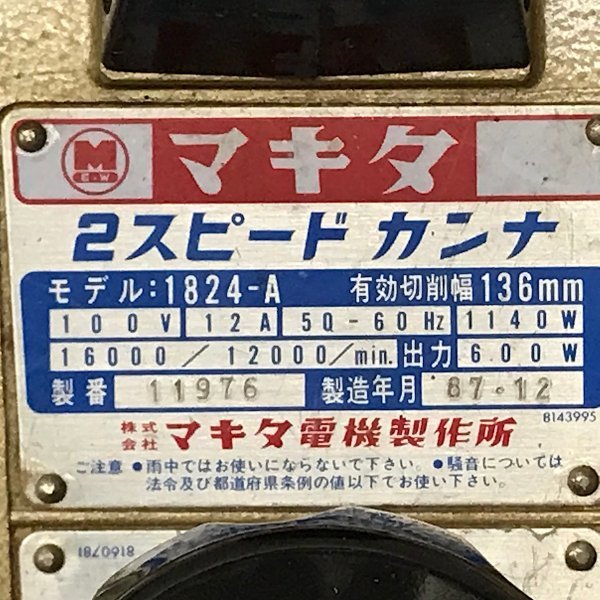 M
E.W
マキタ
2スピード カンナ
モデル:1824-A 有効切削幅 136mm
100V 12A 50-60Hz 1140W
16000/12000/min. 出力 600W
製番 11976 製造年月 87.12
8143995
株式会社 マキタ電機製作所
ご注意 ●雨中ではお使いにならないで下さい。●騒音については
法令及び都道府県条例の値以下でお使い下さい。
8160781